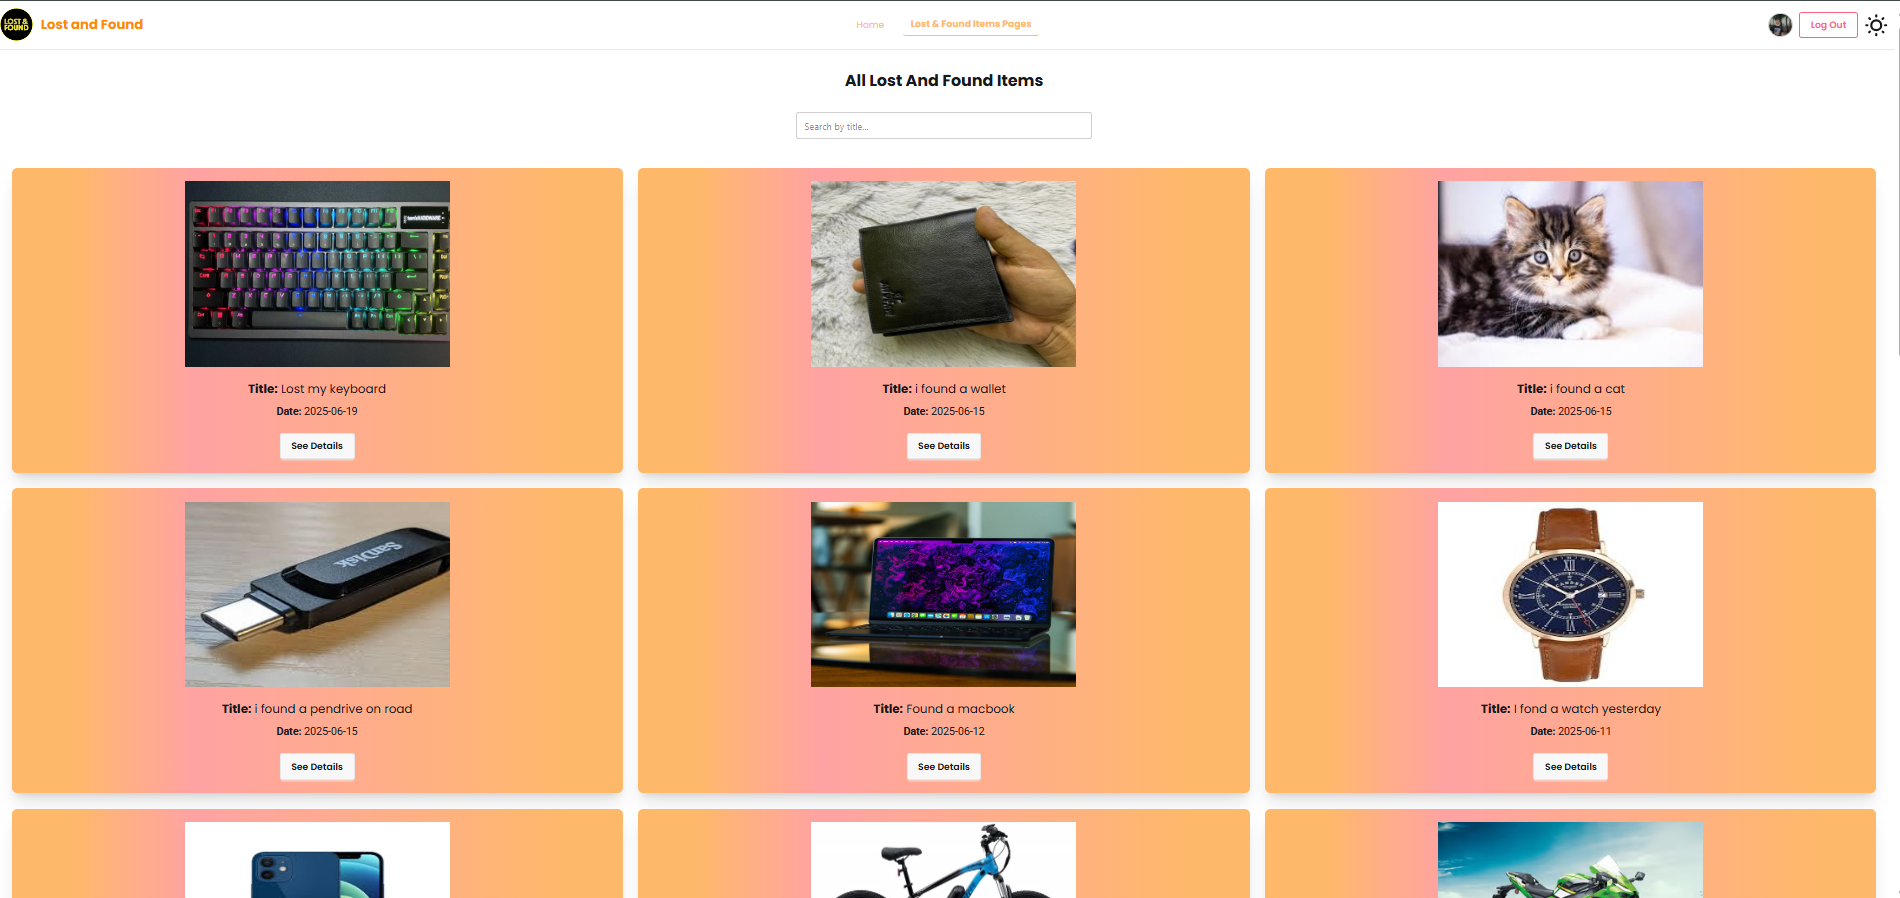 LOST &
FOUND
Lost and Found
Home
Lost & Found Items Pages
Log Out
All Lost And Found Items
Search by title...
Title: Lost my keyboard
Date: 2025-06-19
See Details
Title: i found a wallet
Date: 2025-06-15
See Details
Title: i found a cat
Date: 2025-06-15
See Details
SanDisk
Title: i found a pendrive on road
Date: 2025-06-15
See Details
Title: Found a macbook
Date: 2025-06-12
See Details
Title: I fond a watch yesterday
Date: 2025-06-11
See Details